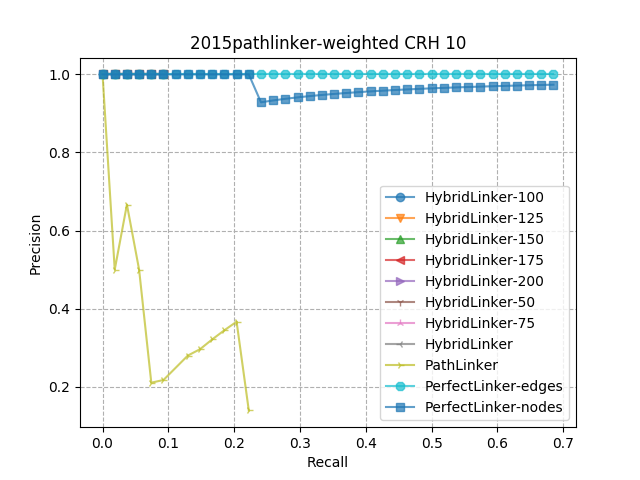 2015pathlinker-weighted CRH 10
1.0
0.8
0.6
0.4
0.2
Precision
HybridLinker-100
HybridLinker-125
HybridLinker-150
HybridLinker-175
HybridLinker-200
HybridLinker-50
HybridLinker-75
HybridLinker
PathLinker
PerfectLinker-edges
PerfectLinker-nodes
0.0 0.1 0.2 0.3 0.4 0.5 0.6 0.7
Recall